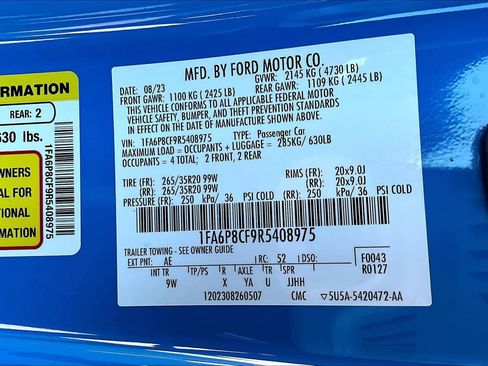 ORMATION
REAR: 2
630 lbs.
WNERS
AL FOR
TIONAL
MATION
1FA6P8CF9R5408975
MFD. BY FORD MOTOR CO.
DATE: 08/23
GVWR: 2145 KG ( 4730 LB)
FRONT GAWR: 1100 KG ( 2425 LB)
REAR GAWR: 1109 KG ( 2445 LB)
THIS VEHICLE CONFORMS TO ALL APPLICABLE FEDERAL MOTOR
VEHICLE SAFETY, BUMPER, AND THEFT PREVENTION STANDARDS
IN EFFECT ON THE DATE OF MANUFACTURE SHOWN ABOVE.
VIN: 1FA6P8CF9R5408975 TYPE: Passenger Car
MAXIMUM LOAD = OCCUPANTS + LUGGAGE = 285KG/ 630LB
OCCUPANTS = 4 TOTAL; 2 FRONT, 2 REAR
TIRE (FR): 265/35R20 99W RIMS (FR): 20x9.0J
(RR): 265/35R20 99W (RR): 20x9.0J
PRESSURE (FR): 250 kPa/ 36 PSI COLD (RR): 250 kPa/ 36 PSI COLD
1FA6P8CF9R5408975
TRAILER TOWING - SEE OWNER GUIDE
EXT PNT: AE RC: 52 DSO: F0043
INT TR TP/PS R AXLE TR SPR R0127
9W X YA U JJHH
1202308260507 CMC 5U5A-5420472-AA